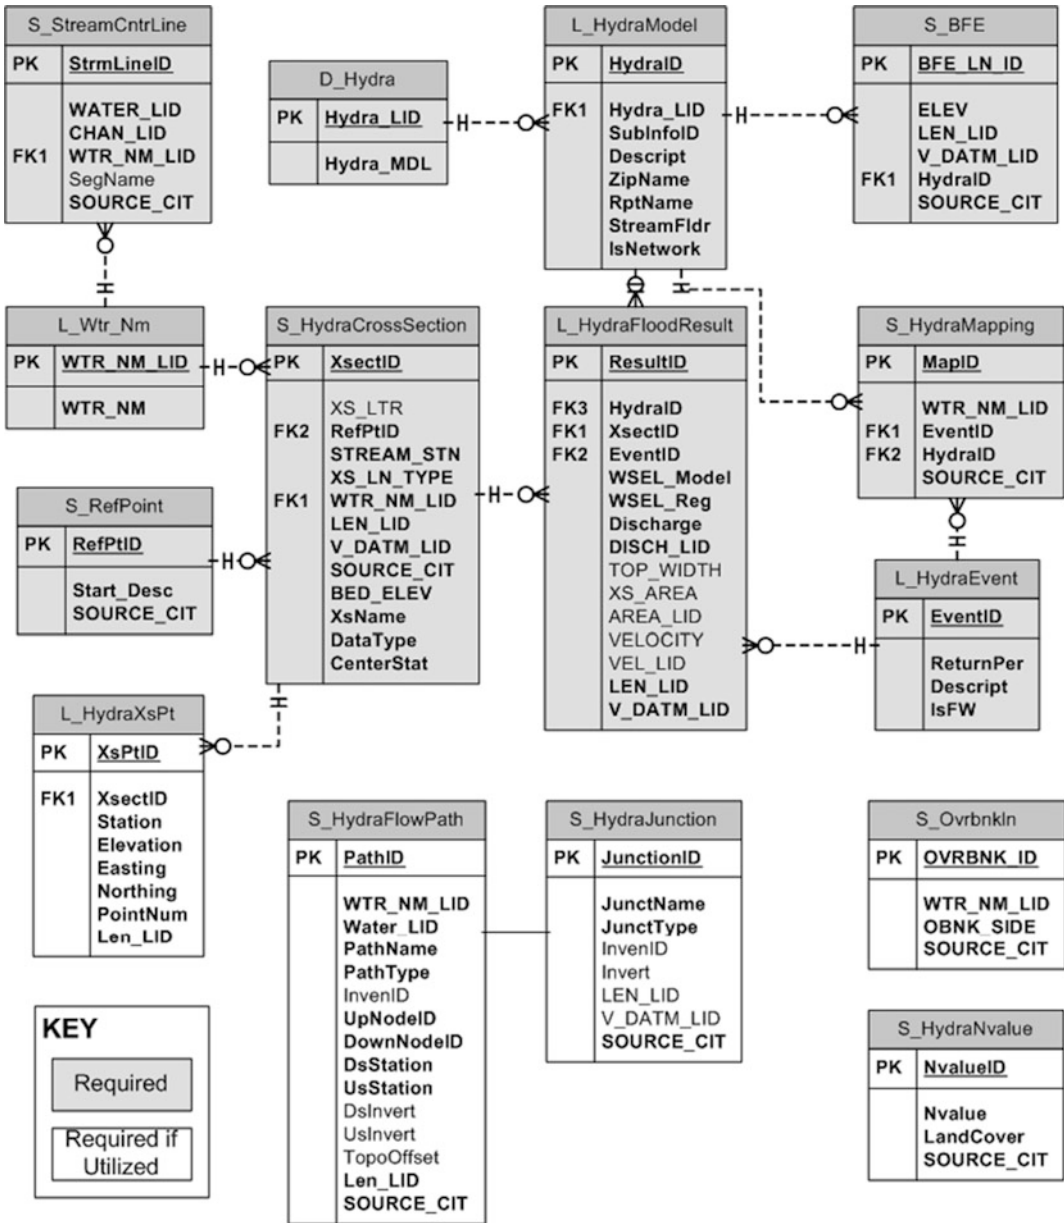 S_StreamCntrLine
PK StrmLineID
WATER_LID
CHAN_LID
FK1 WTR_NM_LID
SegName
SOURCE_CIT
D_Hydra
PK Hydra_LID
Hydra_MDL
L_HydraModel
PK HydraID
FK1 Hydra_LID
SubInfoID
Descript
ZipName
RptName
StreamFldr
IsNetwork
S_BFE
PK BFE_LN_ID
ELEV
LEN_LID
V_DATM_LID
FK1 HydraID
SOURCE_CIT
L_Wtr_Nm
PK WTR_NM_LID
WTR_NM
S_HydraCrossSection
PK XsectID
XS_LTR
FK2 RefPtID
STREAM_STN
XS_LN_TYPE
FK1 WTR_NM_LID
LEN_LID
V_DATM_LID
SOURCE_CIT
BED_ELEV
XsName
DataType
CenterStat
L_HydraFloodResult
PK ResultID
FK3 HydraID
FK1 XsectID
FK2 EventID
WSEL_Model
WSEL_Reg
Discharge
DISCH_LID
TOP_WIDTH
XS_AREA
AREA_LID
VELOCITY
VEL_LID
LEN_LID
V_DATM_LID
S_HydraMapping
PK MapID
WTR_NM_LID
FK1 EventID
FK2 HydraID
SOURCE_CIT
S_RefPoint
PK RefPtID
Start_Desc
SOURCE_CIT
L_HydraEvent
PK EventID
ReturnPer
Descript
IsFW
L_HydraXsPt
PK XsPtID
FK1 XsectID
Station
Elevation
Easting
Northing
PointNum
Len_LID
S_HydraFlowPath
PK PathID
WTR_NM_LID
Water_LID
PathName
PathType
InvenID
UpNodeID
DownNodeID
DsStation
UsStation
DsInvert
UsInvert
TopoOffset
Len_LID
SOURCE_CIT
S_HydraJunction
PK JunctionID
JunctName
JunctType
InvenID
Invert
LEN_LID
V_DATM_LID
SOURCE_CIT
S_Ovrbnkln
PK OVRBNK_ID
WTR_NM_LID
OBNK_SIDE
SOURCE_CIT
S_HydraNvalue
PK NvalueID
Nvalue
LandCover
SOURCE_CIT
KEY
Required
Required if
Utilized